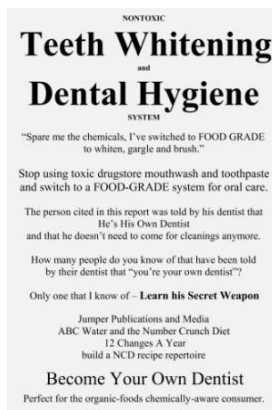 NONTOXIC
Teeth Whitening
and
Dental Hygiene
SYSTEM
“Spare me the chemicals, I’ve switched to FOOD GRADE
to whiten, gargle and brush.”
Stop using toxic drugstore mouthwash and toothpaste
and switch to a FOOD-GRADE system for oral care.
The person cited in this report was told by his dentist that
He’s His Own Dentist
and that he doesn’t need to come for cleanings anymore.
How many people do you know of that have been told
by their dentist that “you’re your own dentist”?
Only one that I know of – Learn his Secret Weapon
Jumper Publications and Media
ABC Water and the Number Crunch Diet
12 Changes A Year
build a NCD recipe repertoire
Become Your Own Dentist
Perfect for the organic-foods chemically-aware consumer.